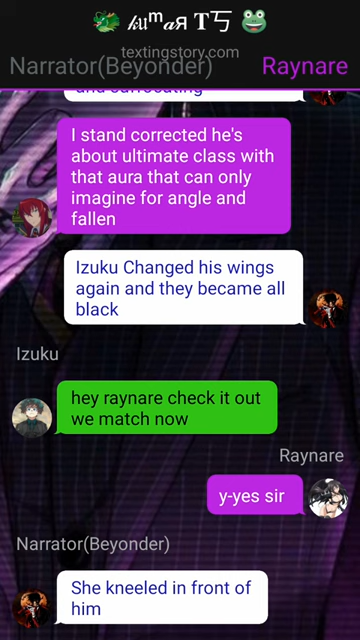 🐲 𝓀𝓊ᵐ𝒶я T丂 🐸
textingstory.com
Narrator(Beyonder) Raynare
I stand corrected he's
about ultimate class with
that aura that can only
imagine for angle and
fallen
Izuku Changed his wings
again and they became all
black
Izuku
hey raynare check it out
we match now
Raynare
y-yes sir
Narrator(Beyonder)
She kneeled in front of
him